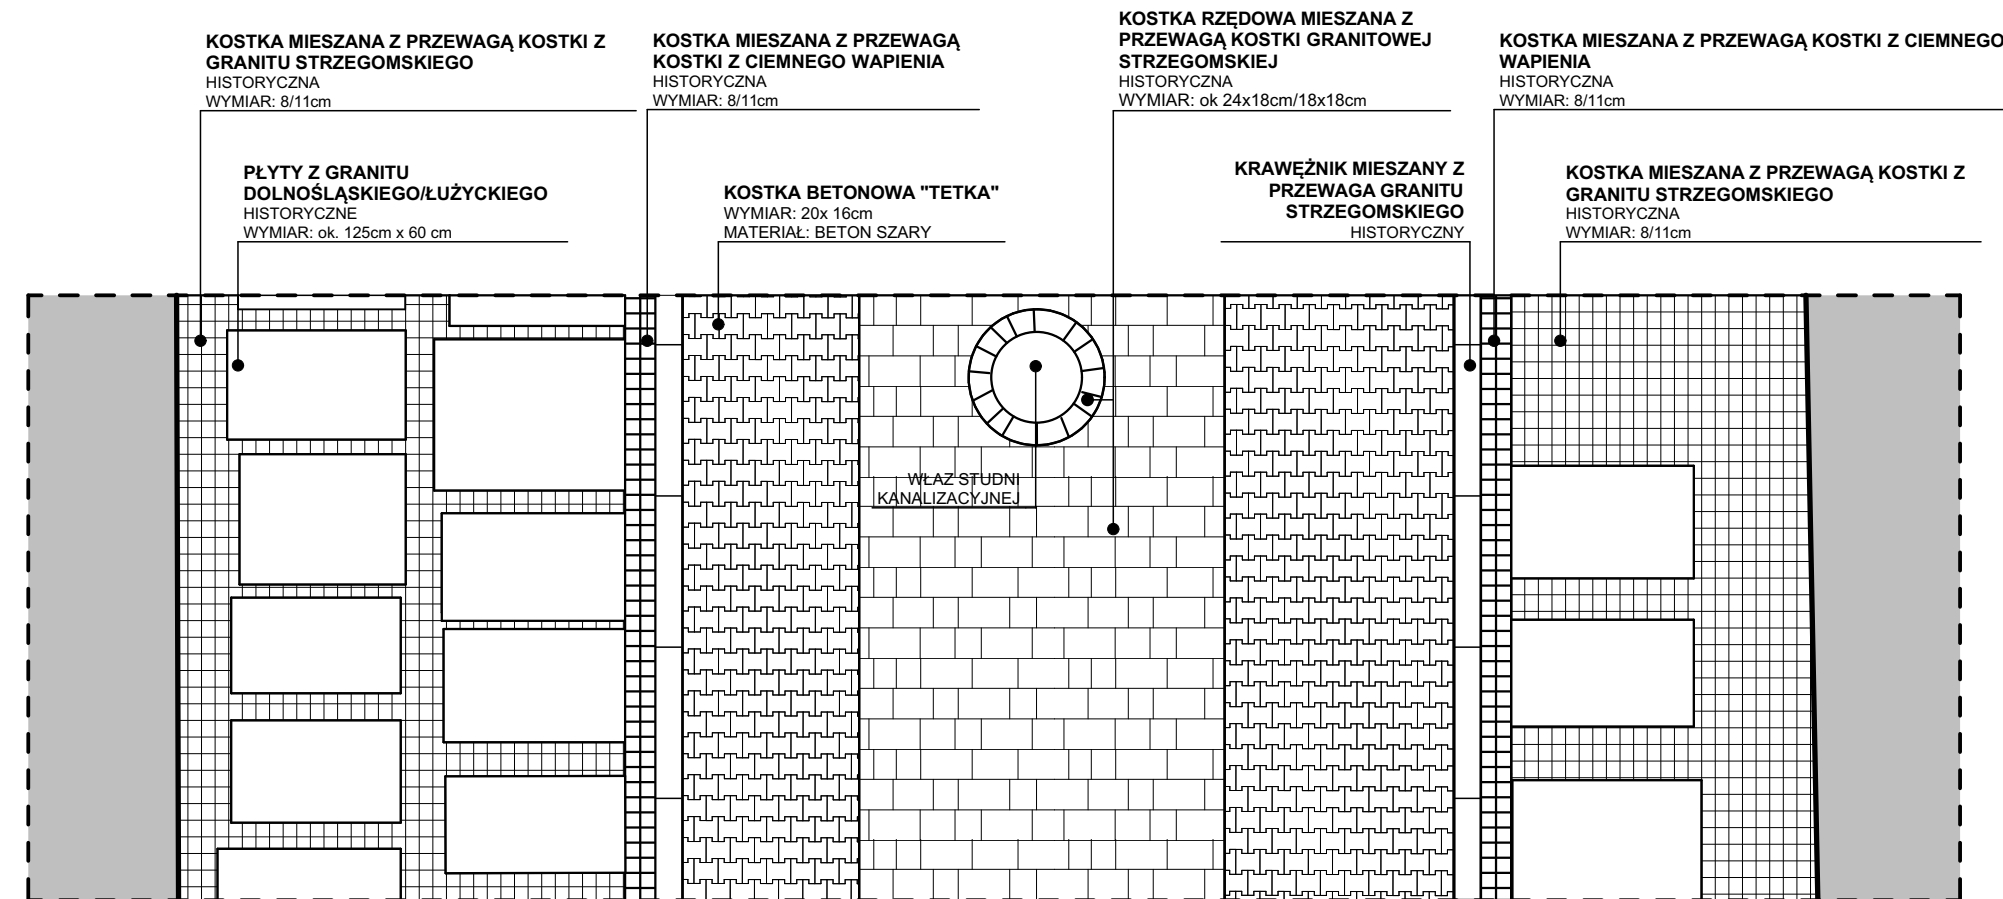 KOSTKA MIESZANA Z PRZEWAGĄ KOSTKI Z
GRANITU STRZEGOMSKIEGO
HISTORYCZNA
WYMIAR: 8/11cm
KOSTKA MIESZANA Z PRZEWAGĄ
KOSTKI Z CIEMNEGO WAPIENIA
HISTORYCZNA
WYMIAR: 8/11cm
KOSTKA RZĘDOWA MIESZANA Z
PRZEWAGĄ KOSTKI GRANITOWEJ
STRZEGOMSKIEJ
HISTORYCZNA
WYMIAR: ok 24x18cm/18x18cm
KOSTKA MIESZANA Z PRZEWAGĄ KOSTKI Z CIEMNEGO
WAPIENIA
HISTORYCZNA
WYMIAR: 8/11cm
PŁYTY Z GRANITU
DOLNOŚLĄSKIEGO/ŁUŻYCKIEGO
HISTORYCZNE
WYMIAR: ok. 125cm x 60 cm
KOSTKA BETONOWA "TETKA"
WYMIAR: 20x 16cm
MATERIAŁ: BETON SZARY
KRAWĘŻNIK MIESZANY Z
PRZEWAGA GRANITU
STRZEGOMSKIEGO
HISTORYCZNY
KOSTKA MIESZANA Z PRZEWAGĄ KOSTKI Z
GRANITU STRZEGOMSKIEGO
HISTORYCZNA
WYMIAR: 8/11cm
WŁAZ STUDNI
KANALIZACYJNEJ